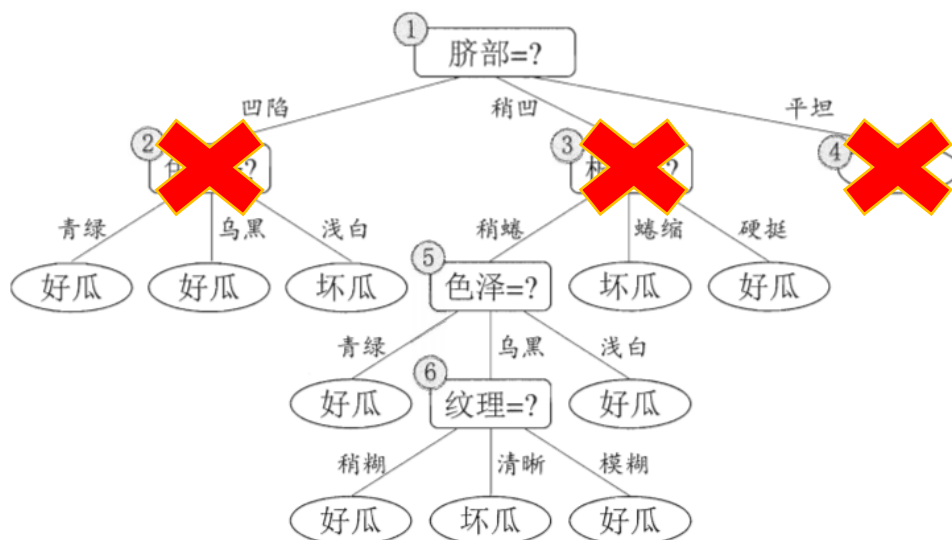 1
脐部=?
凹陷 稍凹 平坦
2 3 4
青绿 乌黑 浅白 稍蜷 蜷缩 硬挺
5
好瓜 好瓜 坏瓜 色泽=? 坏瓜 好瓜
青绿 乌黑 浅白
6
好瓜 纹理=? 好瓜
稍糊 清晰 模糊
好瓜 坏瓜 好瓜